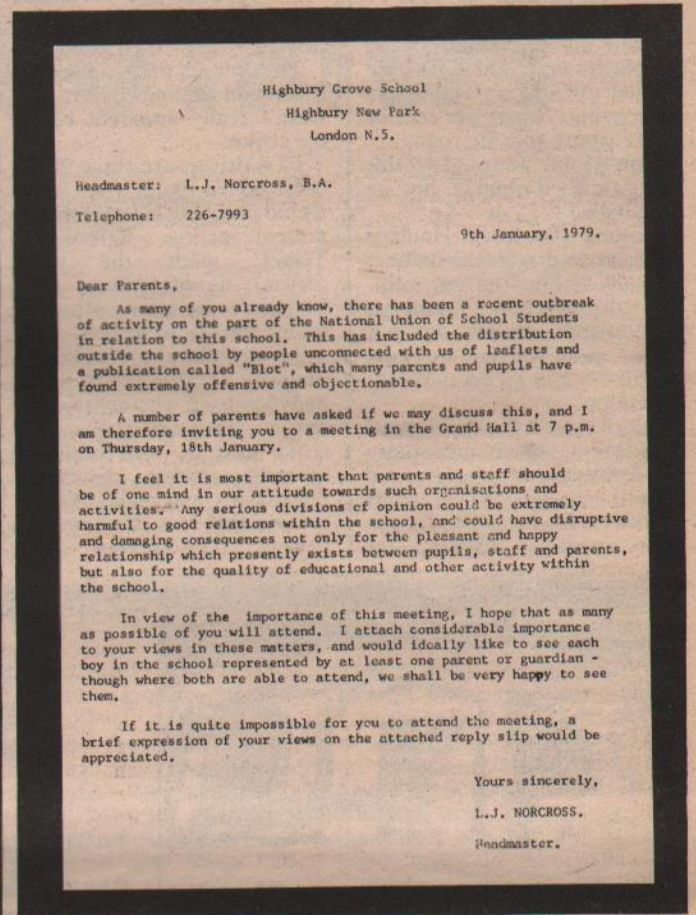 Highbury Grove School
Highbury New Park
London N.5.
Headmaster: L.J. Norcross, B.A.
Telephone: 226-7993
9th January, 1979.
Dear Parents,
As many of you already know, there has been a recent outbreak
of activity on the part of the National Union of School Students
in relation to this school. This has included the distribution
outside the school by people unconnected with us of leaflets and
a publication called "Blot", which many parents and pupils have
found extremely offensive and objectionable.
A number of parents have asked if we may discuss this, and I
am therefore inviting you to a meeting in the Grand Hall at 7 p.m.
on Thursday, 18th January.
I feel it is most important that parents and staff should
be of one mind in our attitude towards such organisations and
activities. Any serious divisions of opinion could be extremely
harmful to good relations within the school, and could have disruptive
and damaging consequences not only for the pleasant and happy
relationship which presently exists between pupils, staff and parents,
but also for the quality of educational and other activity within
the school.
In view of the importance of this meeting, I hope that as many
as possible of you will attend. I attach considerable importance
to your views in these matters, and would ideally like to see each
boy in the school represented by at least one parent or guardian -
though where both are able to attend, we shall be very happy to see
them.
If it is quite impossible for you to attend the meeting, a
brief expression of your views on the attached reply slip would be
appreciated.
Yours sincerely,
L.J. NORCROSS.
Headmaster.